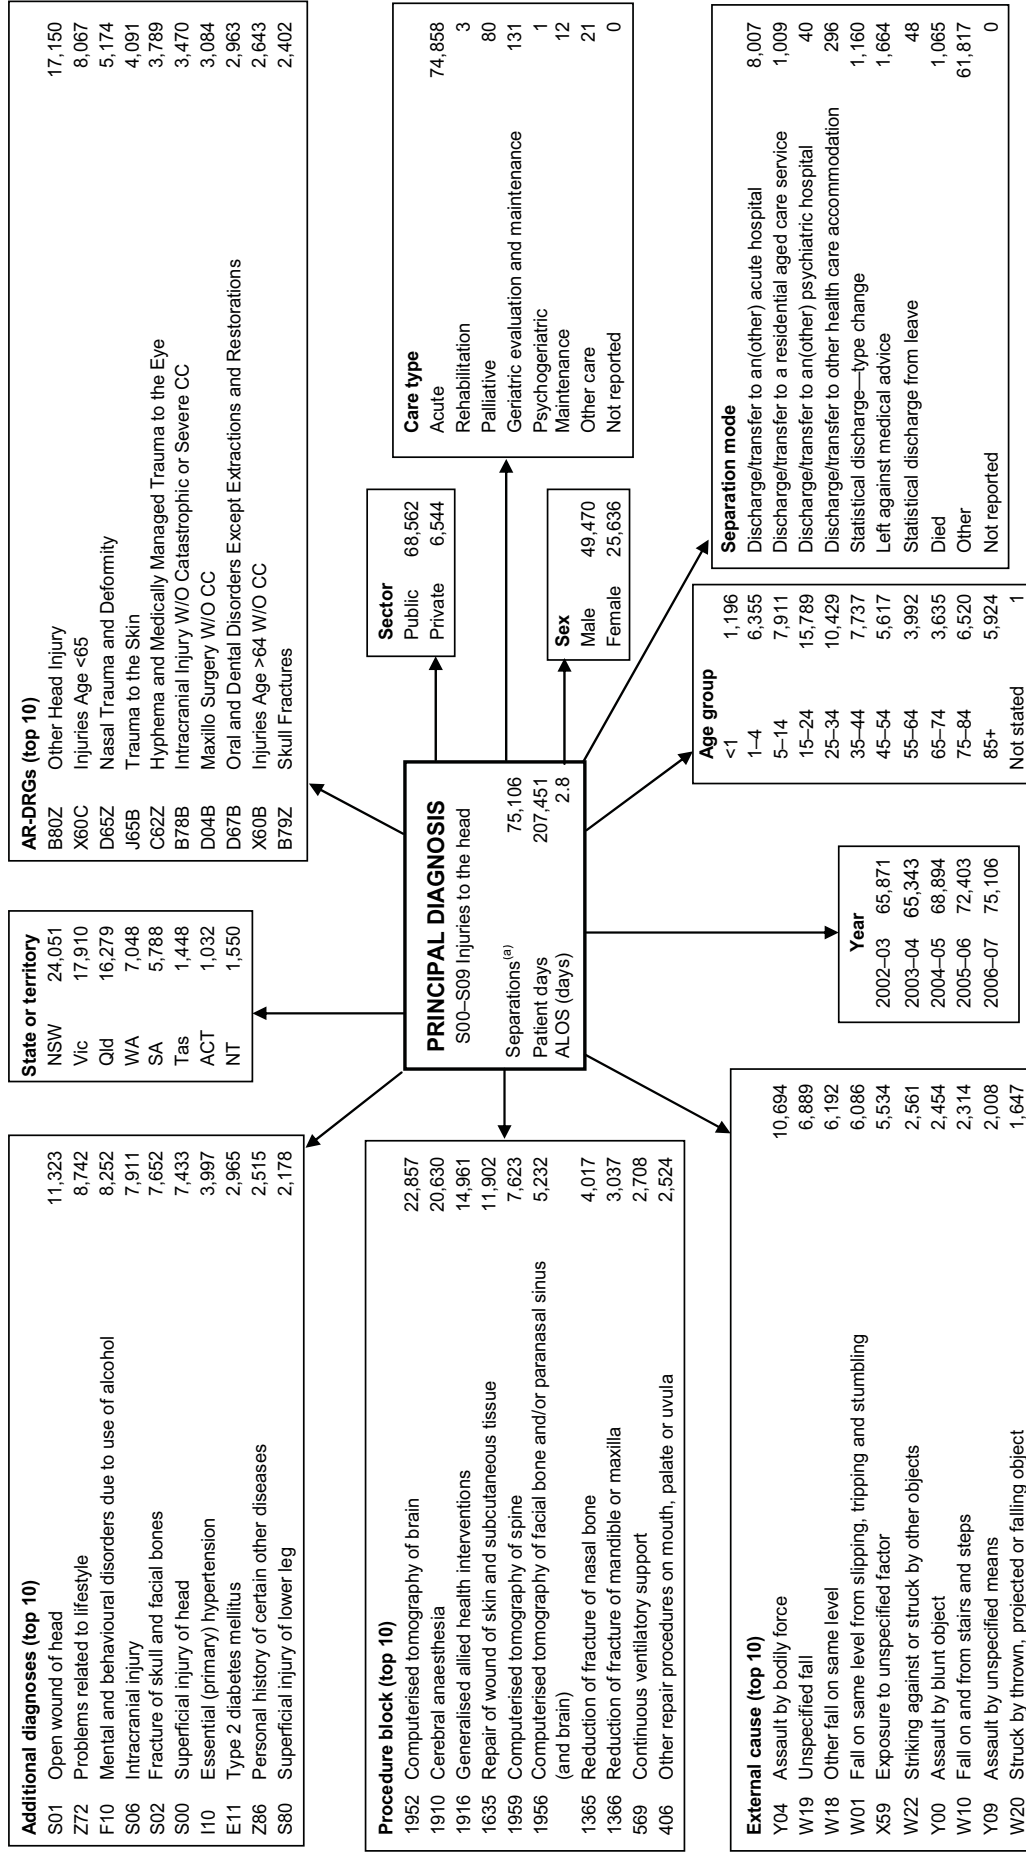 Additional diagnoses (top 10)
S01 Open wound of head 11,323
Z72 Problems related to lifestyle 8,742
F10 Mental and behavioural disorders due to use of alcohol 8,252
S06 Intracranial injury 7,911
S02 Fracture of skull and facial bones 7,652
S00 Superficial injury of head 7,433
I10 Essential (primary) hypertension 3,997
E11 Type 2 diabetes mellitus 2,965
Z86 Personal history of certain other diseases 2,515
S80 Superficial injury of lower leg 2,178
State or territory
NSW 24,051
Vic 17,910
Qld 16,279
WA 7,048
SA 5,788
Tas 1,448
ACT 1,032
NT 1,550
AR-DRGs (top 10)
B80Z Other Head Injury 17,150
X60C Injuries Age <65 8,067
D65Z Nasal Trauma and Deformity 5,174
J65B Trauma to the Skin 4,091
C62Z Hyphema and Medically Managed Trauma to the Eye 3,789
B78B Intracranial Injury W/O Catastrophic or Severe CC 3,470
D04B Maxillo Surgery W/O CC 3,084
D67B Oral and Dental Disorders Except Extractions and Restorations 2,963
X60B Injuries Age >64 W/O CC 2,643
B79Z Skull Fractures 2,402
Procedure block (top 10)
1952 Computerised tomography of brain 22,857
1910 Cerebral anaesthesia 20,630
1916 Generalised allied health interventions 14,961
1635 Repair of wound of skin and subcutaneous tissue 11,902
1959 Computerised tomography of spine 7,623
1956 Computerised tomography of facial bone and/or paranasal sinus 5,232
(and brain)
1365 Reduction of fracture of nasal bone 4,017
1366 Reduction of fracture of mandible or maxilla 3,037
569 Continuous ventilatory support 2,708
406 Other repair procedures on mouth, palate or uvula 2,524
PRINCIPAL DIAGNOSIS
S00–S09 Injuries to the head
Separations(a) 75,106
Patient days 207,451
ALOS (days) 2.8
Sector
Public 68,562
Private 6,544
Sex
Male 49,470
Female 25,636
Care type
Acute 74,858
Rehabilitation 3
Palliative 80
Geriatric evaluation and maintenance 131
Psychogeriatric 1
Maintenance 12
Other care 21
Not reported 0
External cause (top 10)
Y04 Assault by bodily force 10,694
W19 Unspecified fall 6,889
W18 Other fall on same level 6,192
W01 Fall on same level from slipping, tripping and stumbling 6,086
X59 Exposure to unspecified factor 5,534
W22 Striking against or struck by other objects 2,561
Y00 Assault by blunt object 2,454
W10 Fall on and from stairs and steps 2,314
Y09 Assault by unspecified means 2,008
W20 Struck by thrown, projected or falling object 1,647
Year
2002–03 65,871
2003–04 65,343
2004–05 68,894
2005–06 72,403
2006–07 75,106
Age group
<1 1,196
1–4 6,355
5–14 7,911
15–24 15,789
25–34 10,429
35–44 7,737
45–54 5,617
55–64 3,992
65–74 3,635
75–84 6,520
85+ 5,924
Not stated 1
Separation mode
Discharge/transfer to an(other) acute hospital 8,007
Discharge/transfer to a residential aged care service 1,009
Discharge/transfer to an(other) psychiatric hospital 40
Discharge/transfer to other health care accommodation 296
Statistical discharge—type change 1,160
Left against medical advice 1,664
Statistical discharge from leave 48
Died 1,065
Other 61,817
Not reported 0